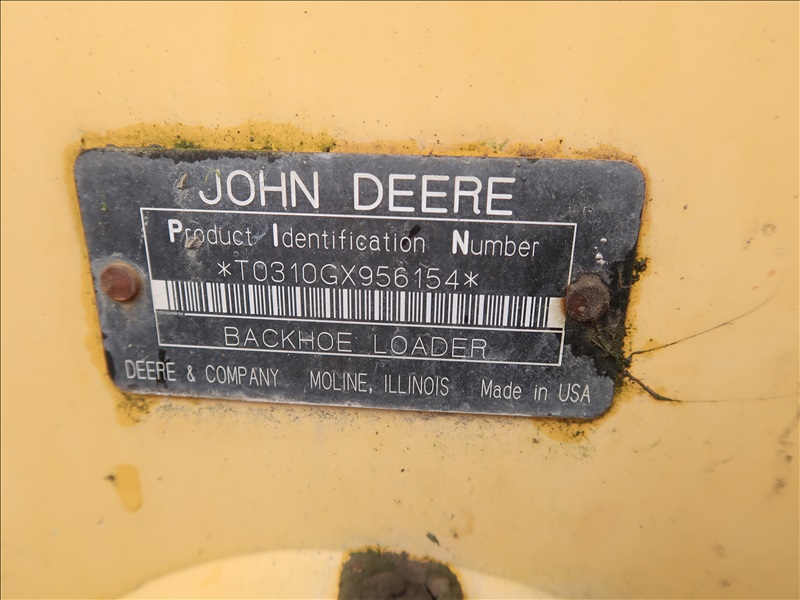 JOHN DEERE
Product Identification Number
*T0310GX956154*
BACKHOE LOADER
DEERE & COMPANY MOLINE, ILLINOIS Made in USA